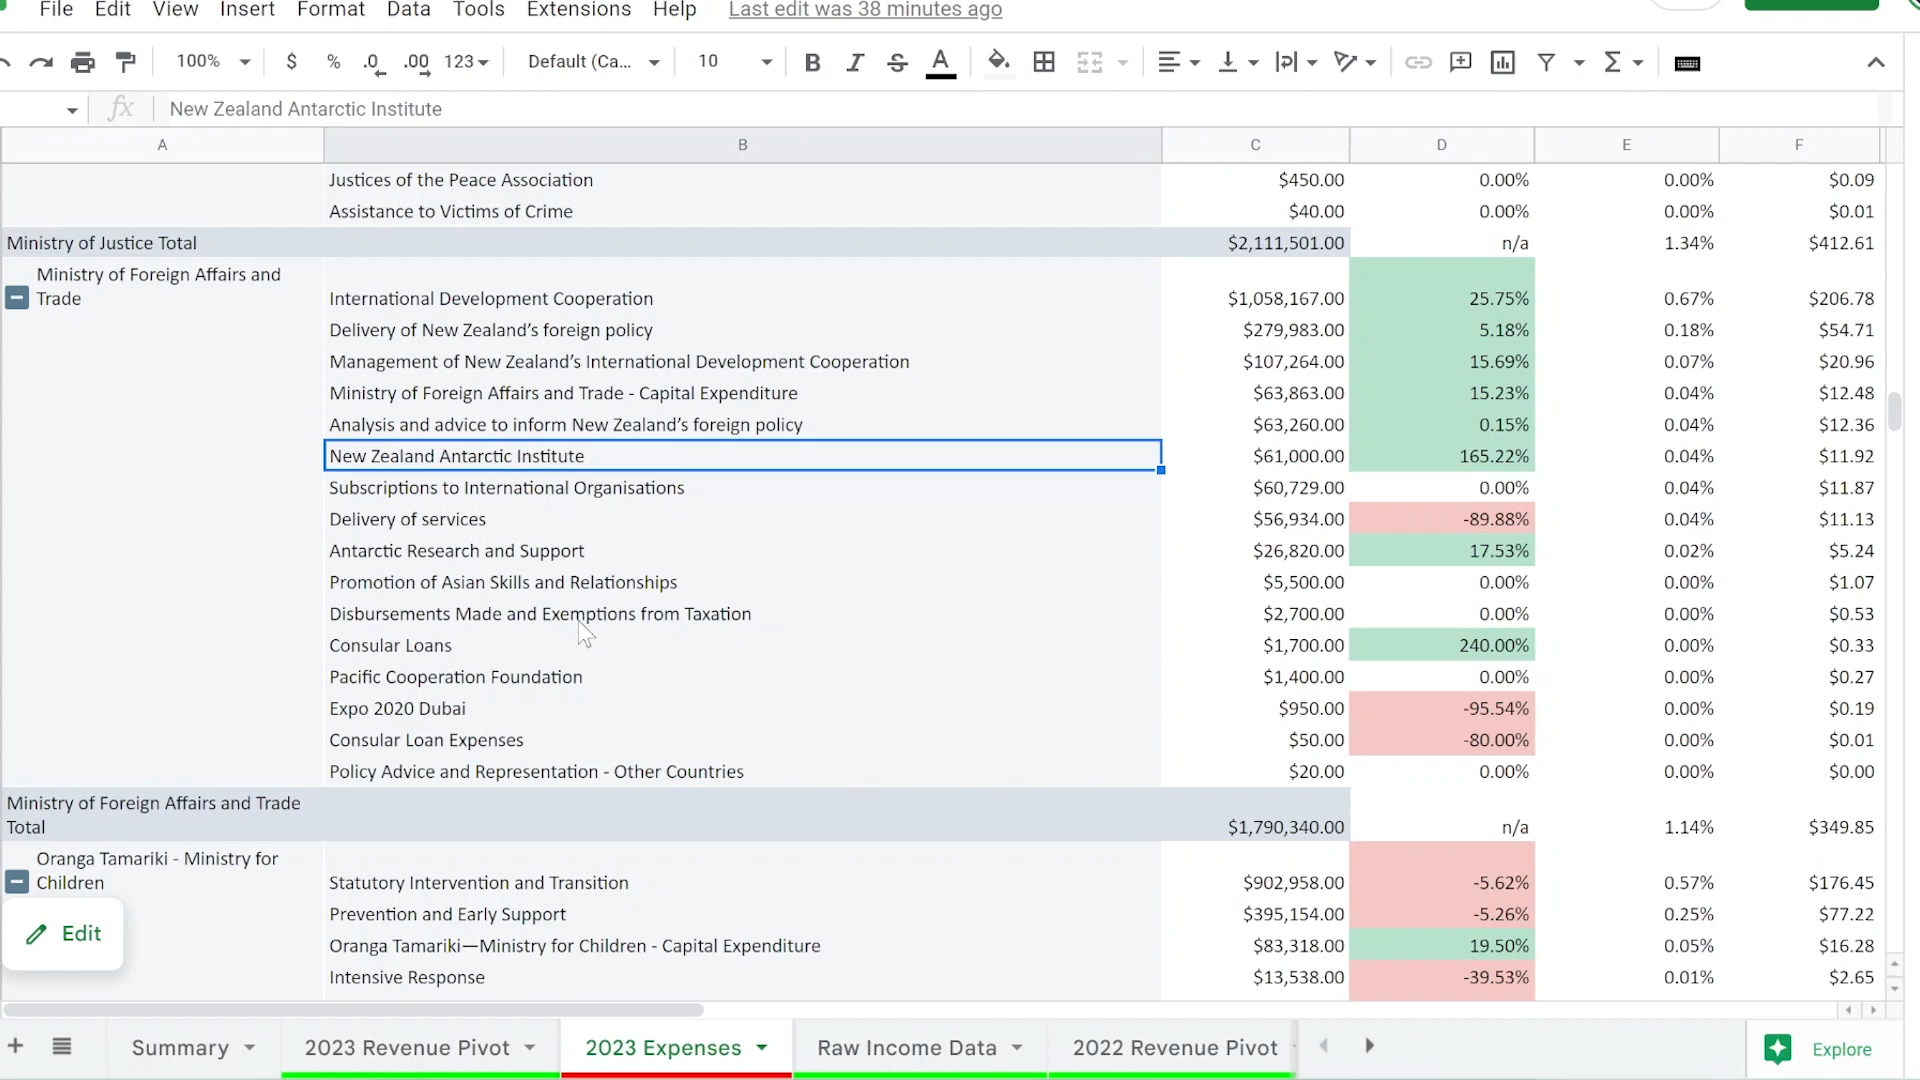 File Edit View Insert Format Data Tools Extensions Help Last edit was 38 minutes ago
100% $ % .0 .00 123 Default (Ca... 10 B I S A
fx New Zealand Antarctic Institute
A B C D E F
Justices of the Peace Association $450.00 0.00% 0.00% $0.09
Assistance to Victims of Crime $40.00 0.00% 0.00% $0.01
Ministry of Justice Total $2,111,501.00 n/a 1.34% $412.61
Ministry of Foreign Affairs and
Trade International Development Cooperation $1,058,167.00 25.75% 0.67% $206.78
Delivery of New Zealand’s foreign policy $279,983.00 5.18% 0.18% $54.71
Management of New Zealand’s International Development Cooperation $107,264.00 15.69% 0.07% $20.96
Ministry of Foreign Affairs and Trade - Capital Expenditure $63,863.00 15.23% 0.04% $12.48
Analysis and advice to inform New Zealand’s foreign policy $63,260.00 0.15% 0.04% $12.36
New Zealand Antarctic Institute $61,000.00 165.22% 0.04% $11.92
Subscriptions to International Organisations $60,729.00 0.00% 0.04% $11.87
Delivery of services $56,934.00 -89.88% 0.04% $11.13
Antarctic Research and Support $26,820.00 17.53% 0.02% $5.24
Promotion of Asian Skills and Relationships $5,500.00 0.00% 0.00% $1.07
Disbursements Made and Exemptions from Taxation $2,700.00 0.00% 0.00% $0.53
Consular Loans $1,700.00 240.00% 0.00% $0.33
Pacific Cooperation Foundation $1,400.00 0.00% 0.00% $0.27
Expo 2020 Dubai $950.00 -95.54% 0.00% $0.19
Consular Loan Expenses $50.00 -80.00% 0.00% $0.01
Policy Advice and Representation - Other Countries $20.00 0.00% 0.00% $0.00
Ministry of Foreign Affairs and Trade
Total $1,790,340.00 n/a 1.14% $349.85
Oranga Tamariki - Ministry for
Children Statutory Intervention and Transition $902,958.00 -5.62% 0.57% $176.45
Prevention and Early Support $395,154.00 -5.26% 0.25% $77.22
Edit
Oranga Tamariki—Ministry for Children - Capital Expenditure $83,318.00 19.50% 0.05% $16.28
Intensive Response $13,538.00 -39.53% 0.01% $2.65
Summary 2023 Revenue Pivot 2023 Expenses Raw Income Data 2022 Revenue Pivot Explore